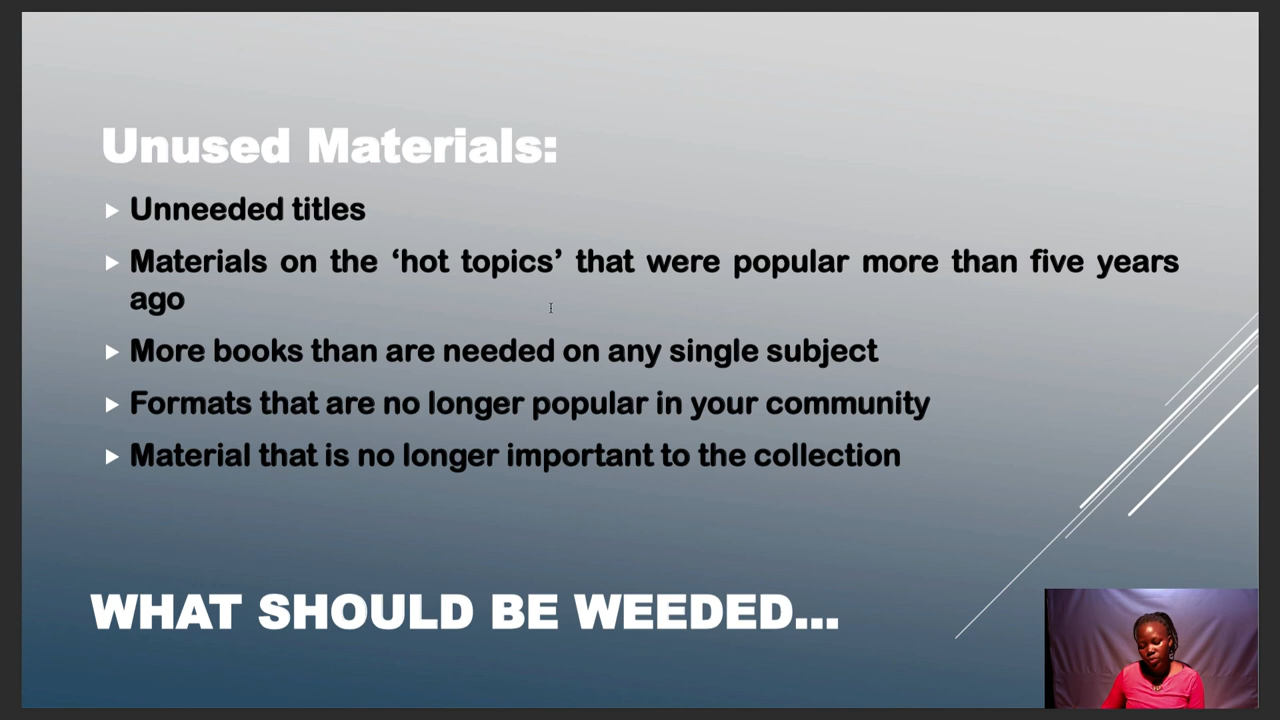 Unused Materials:
Unneeded titles
Materials on the ‘hot topics’ that were popular more than five years
ago
More books than are needed on any single subject
Formats that are no longer popular in your community
Material that is no longer important to the collection
WHAT SHOULD BE WEEDED...